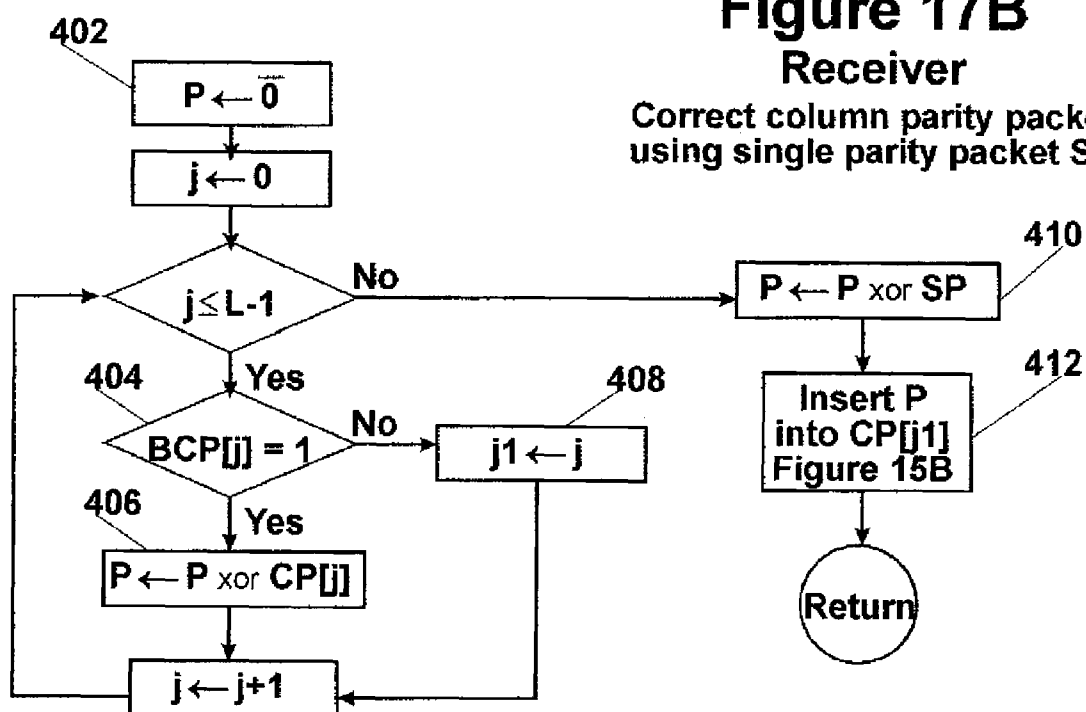 Figure 17B
Receiver
Correct column parity pack
using single parity packet S
402
P ← 0̅
j ← 0
j ≤ L-1
No
Yes
404
BCP[j] = 1
No
408
j1 ← j
Yes
406
P ← P xor CP[j]
j ← j+1
410
P ← P xor SP
412
Insert P
into CP[j1]
Figure 15B
Return